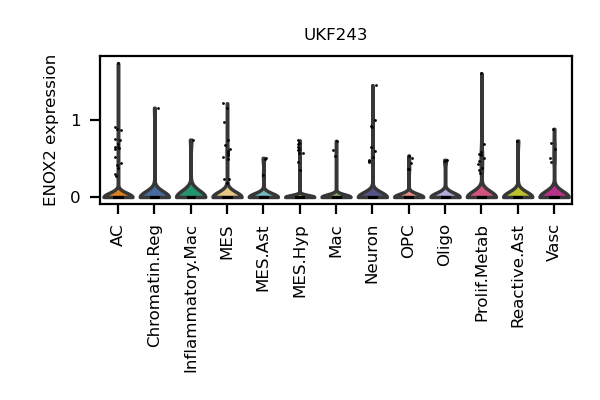 UKF243
ENOX2 expression
1
0
AC
Chromatin.Reg
Inflammatory.Mac
MES
MES.Ast
MES.Hyp
Mac
Neuron
OPC
Oligo
Prolif.Metab
Reactive.Ast
Vasc